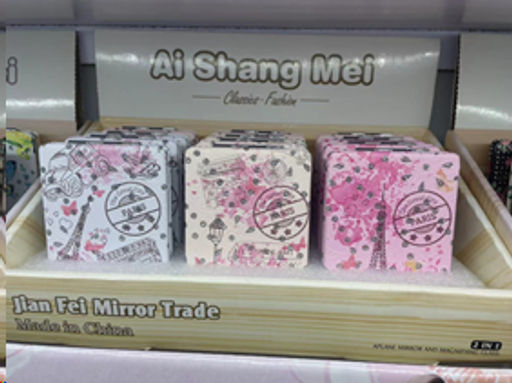 Ai Shang Mei
Classics - Fashion
PARIS
PARIS
PARIS
Jian Fei Mirror Trade
Made in China
2 IN 1
APLANE MIRROR AND MAGNIFYING GLASS